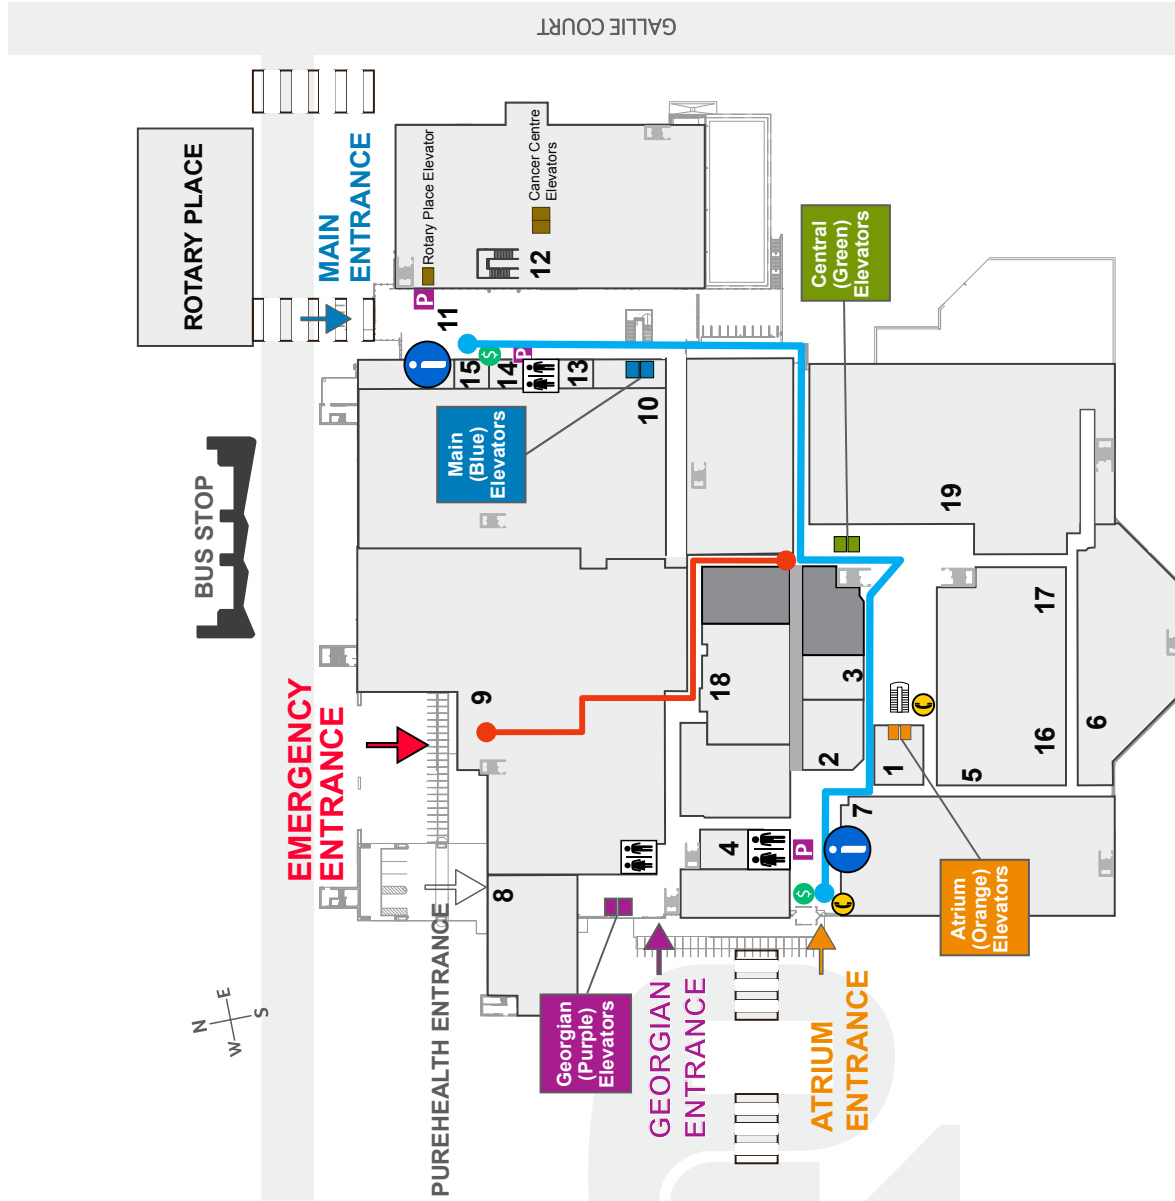 GALLIE COURT
ROTARY PLACE
MAIN
ENTRANCE
Rotary Place Elevator
Cancer Centre
Elevators
12
P
11
Central
(Green)
Elevators
i
15
$
14
P
13
10
Main
(Blue)
Elevators
BUS STOP
19
EMERGENCY
ENTRANCE
9
18
3
2
17
16
5
6
1
7
i
4
P
$
8
PUREHEALTH ENTRANCE
Georgian
(Purple)
Elevators
GEORGIAN
ENTRANCE
ATRIUM
ENTRANCE
Atrium
(Orange)
Elevators
N
E
S
W